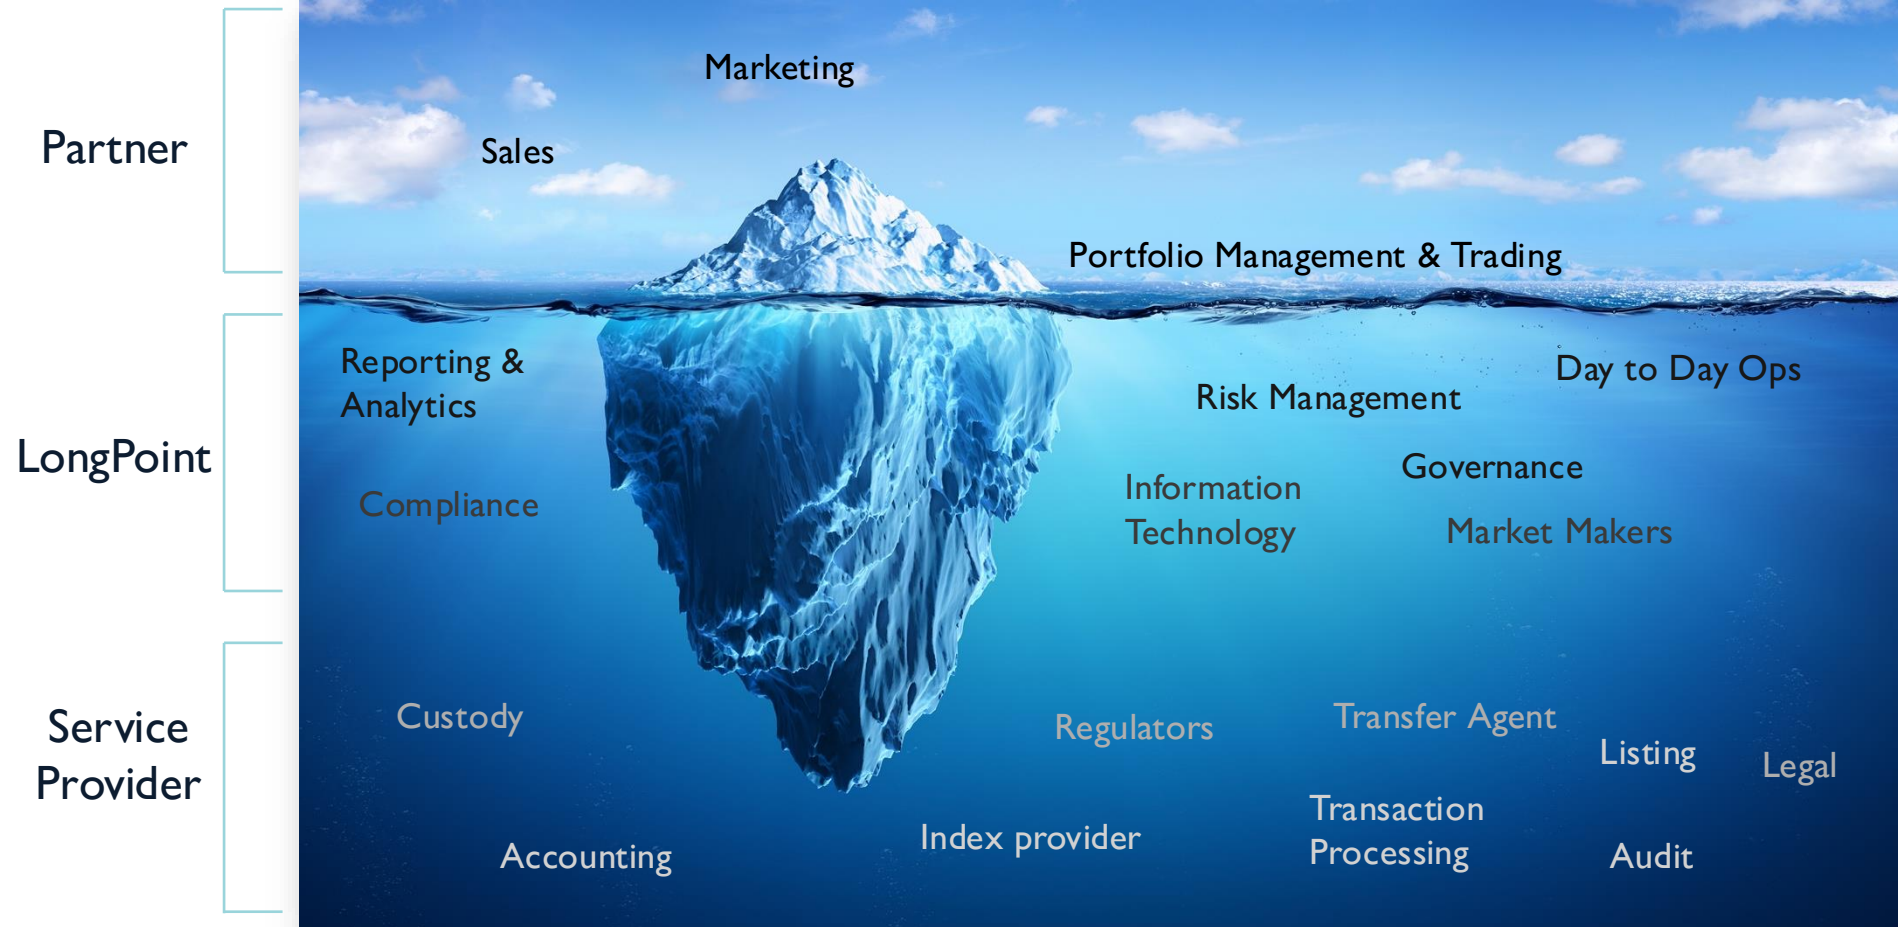 Marketing
Partner
Sales
Portfolio Management & Trading
Reporting &
Analytics
Day to Day Ops
Risk Management
LongPoint
Governance
Compliance
Information
Technology
Market Makers
Service
Provider
Custody
Regulators
Transfer Agent
Listing
Legal
Transaction
Processing
Index provider
Accounting
Audit